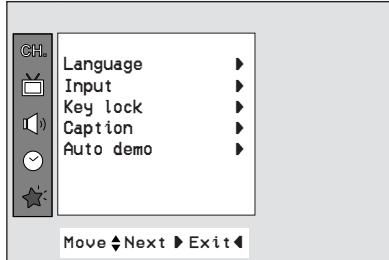 CH.
Language
Input
Key lock
Caption
Auto demo
Move Next Exit